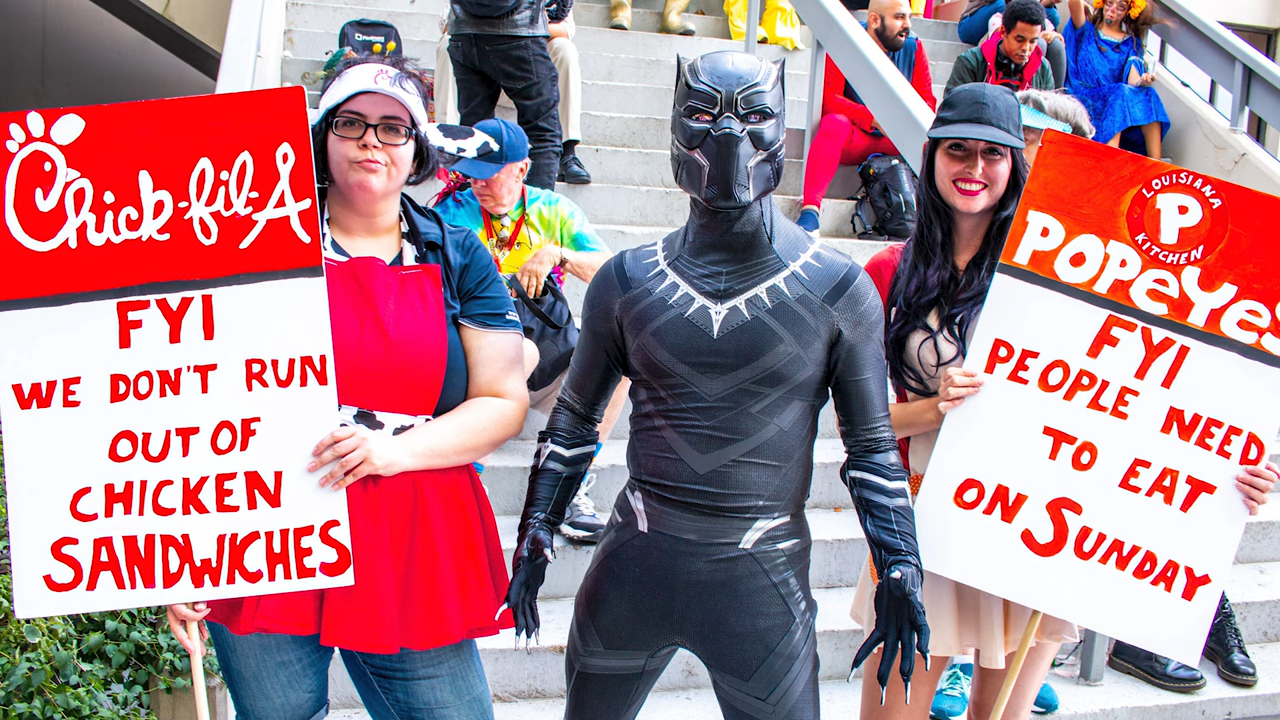 Chick-fil-A
FYI
WE DON'T RUN
OUT OF
CHICKEN
SANDWICHES
LOUISIANA
P
KITCHEN
POPEYES
FYI
PEOPLE NEED
TO EAT
ON SUNDAY